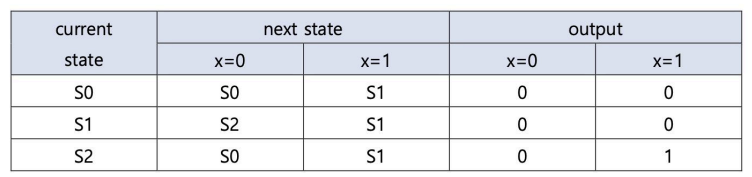 current state next state output
x=0 x=1 x=0 x=1
S0 S0 S1 0 0
S1 S2 S1 0 0
S2 S0 S1 0 1